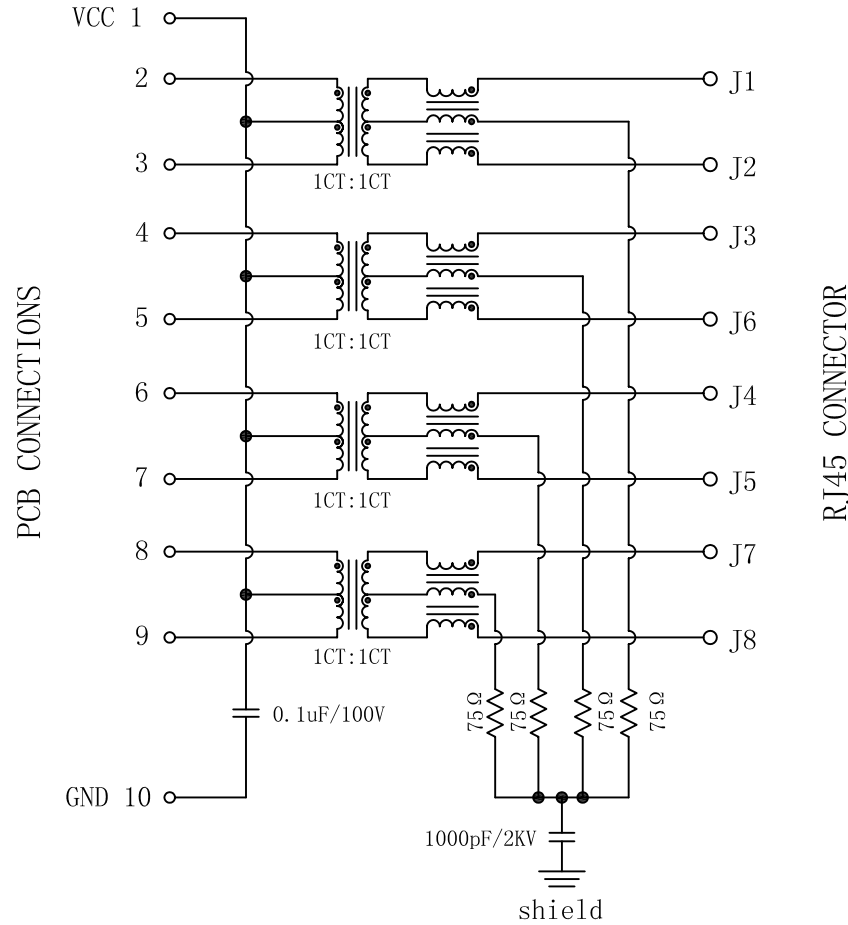 VCC 1
2
J1
3
J2
1CT:1CT
4
J3
5
J6
1CT:1CT
PCB CONNECTIONS
RJ45 CONNECTOR
6
J4
7
J5
1CT:1CT
8
J7
9
J8
1CT:1CT
0.1uF/100V
75Ω
75Ω
75Ω
75Ω
GND 10
1000pF/2KV
shield